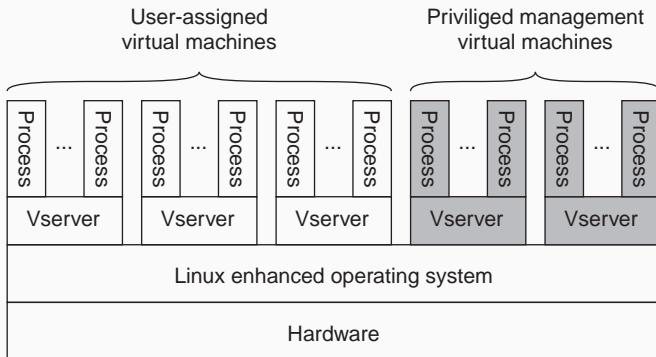 User-assigned
virtual machines
Priviliged management
virtual machines
Process ... Process Process ... Process Process ... Process Process ... Process Process ... Process
Vserver Vserver Vserver Vserver Vserver
Linux enhanced operating system
Hardware